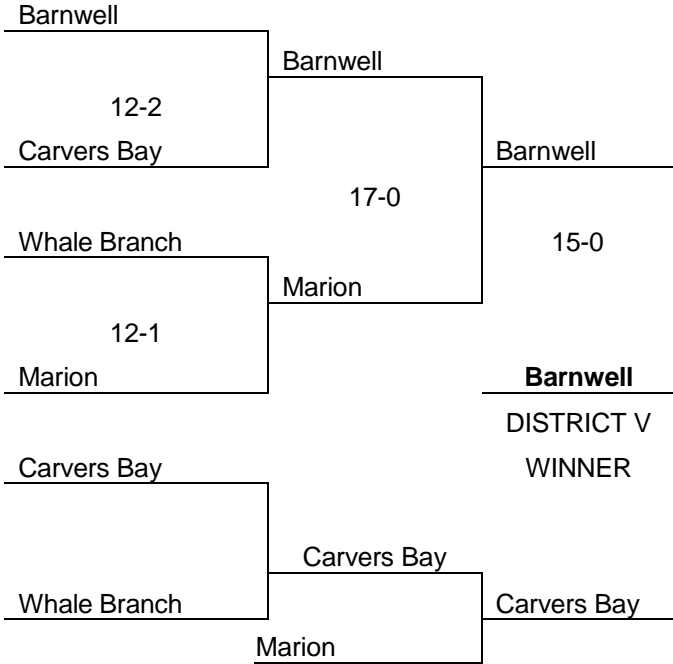 Barnwell
Barnwell
12-2
Carvers Bay
Barnwell
17-0
Whale Branch
15-0
Marion
12-1
Marion
Barnwell
DISTRICT V
Carvers Bay
WINNER
Carvers Bay
Whale Branch
Carvers Bay
Marion